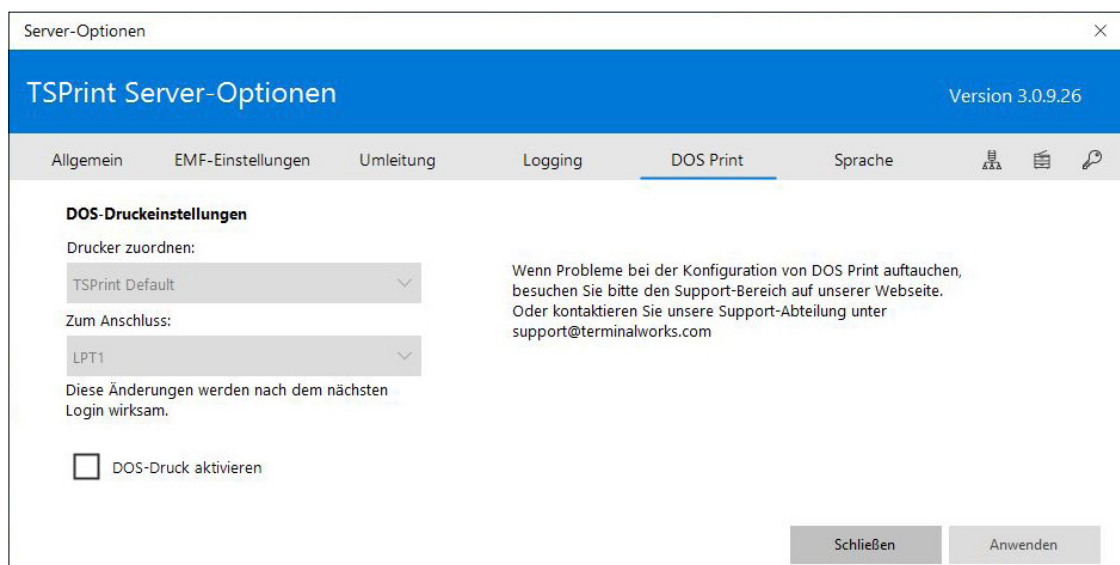 Server-Optionen
TSPrint Server-Optionen
Version 3.0.9.26
Allgemein
EMF-Einstellungen
Umleitung
Logging
DOS Print
Sprache
DOS-Druckeinstellungen
Drucker zuordnen:
TSPrint Default
Zum Anschluss:
LPT1
Diese Änderungen werden nach dem nächsten
Login wirksam.
DOS-Druck aktivieren
Wenn Probleme bei der Konfiguration von DOS Print auftauchen,
besuchen Sie bitte den Support-Bereich auf unserer Webseite.
Oder kontaktieren Sie unsere Support-Abteilung unter
support@terminalworks.com
Schließen
Anwenden